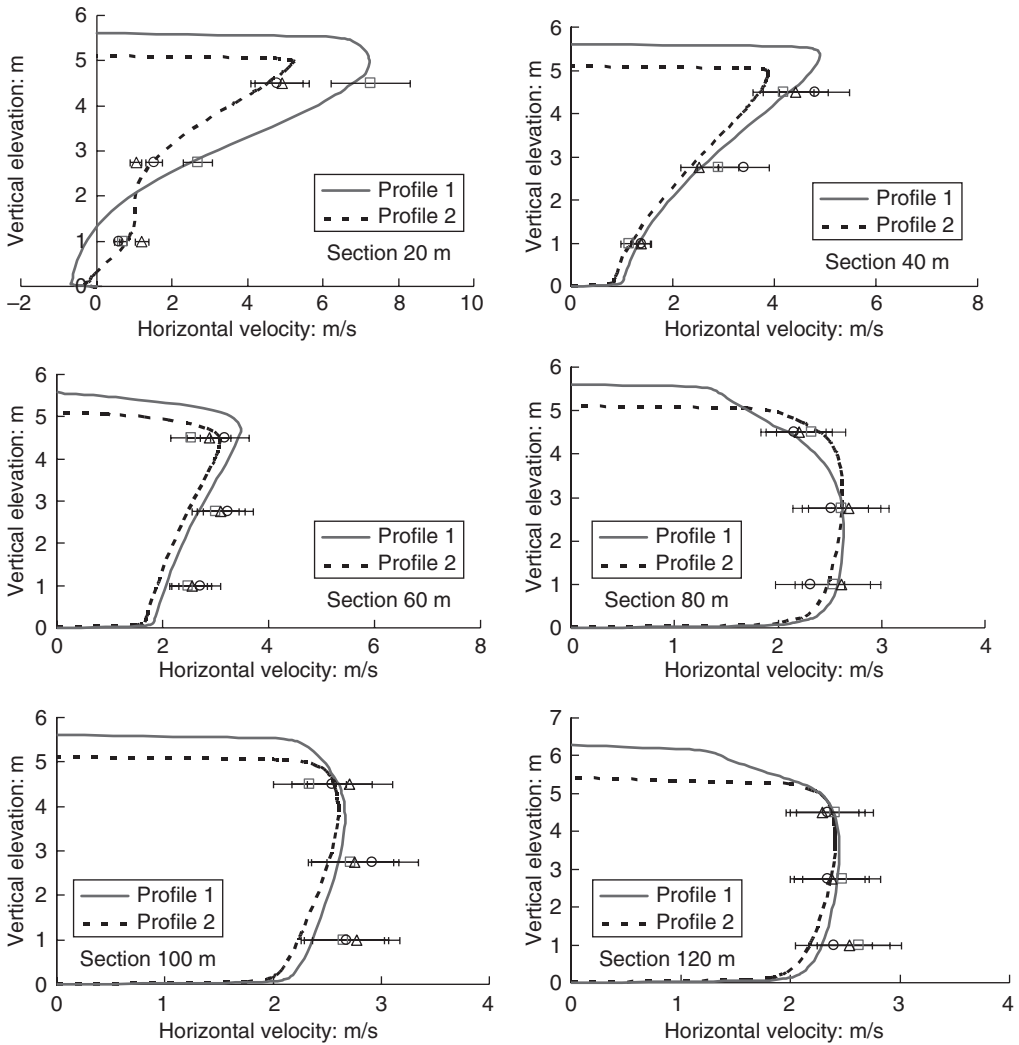 6
5
4
3
2
1
0
Vertical elevation: m
Profile 1
Profile 2
Section 20 m
–2
0
2
4
6
8
10
Horizontal velocity: m/s
6
5
4
3
2
1
0
Vertical elevation: m
Profile 1
Profile 2
Section 40 m
0
2
4
6
8
Horizontal velocity: m/s
6
5
4
3
2
1
0
Vertical elevation: m
Profile 1
Profile 2
Section 60 m
0
2
4
6
8
Horizontal velocity: m/s
6
5
4
3
2
1
0
Vertical elevation: m
Profile 1
Profile 2
Section 80 m
0
1
2
3
4
Horizontal velocity: m/s
6
5
4
3
2
1
0
Vertical elevation: m
Profile 1
Profile 2
Section 100 m
0
1
2
3
4
Horizontal velocity: m/s
7
6
5
4
3
2
1
0
Vertical elevation: m
Profile 1
Profile 2
Section 120 m
0
1
2
3
4
Horizontal velocity: m/s